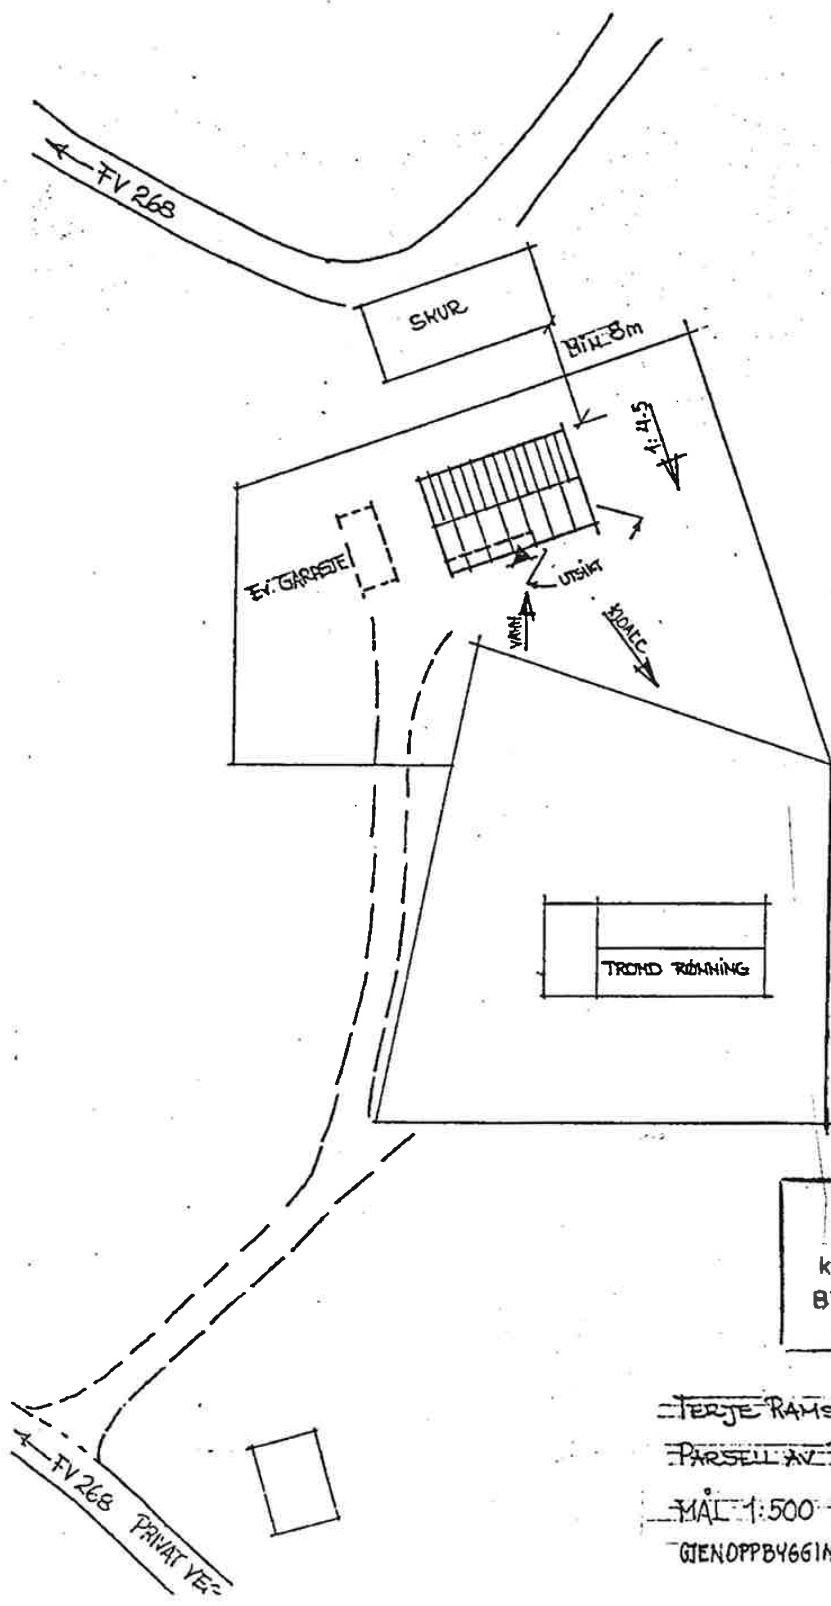 FV 268
SKUR
MIN 8m
1:4-5
EV. GARASJE
UTSIKT
VANN
KLOAKK
TROND RØNNING
TERJE RAMS
PARSELL AV
MÅL 1:500
GJENOPPBYGGIN
FV 268 PRIVAT VEG